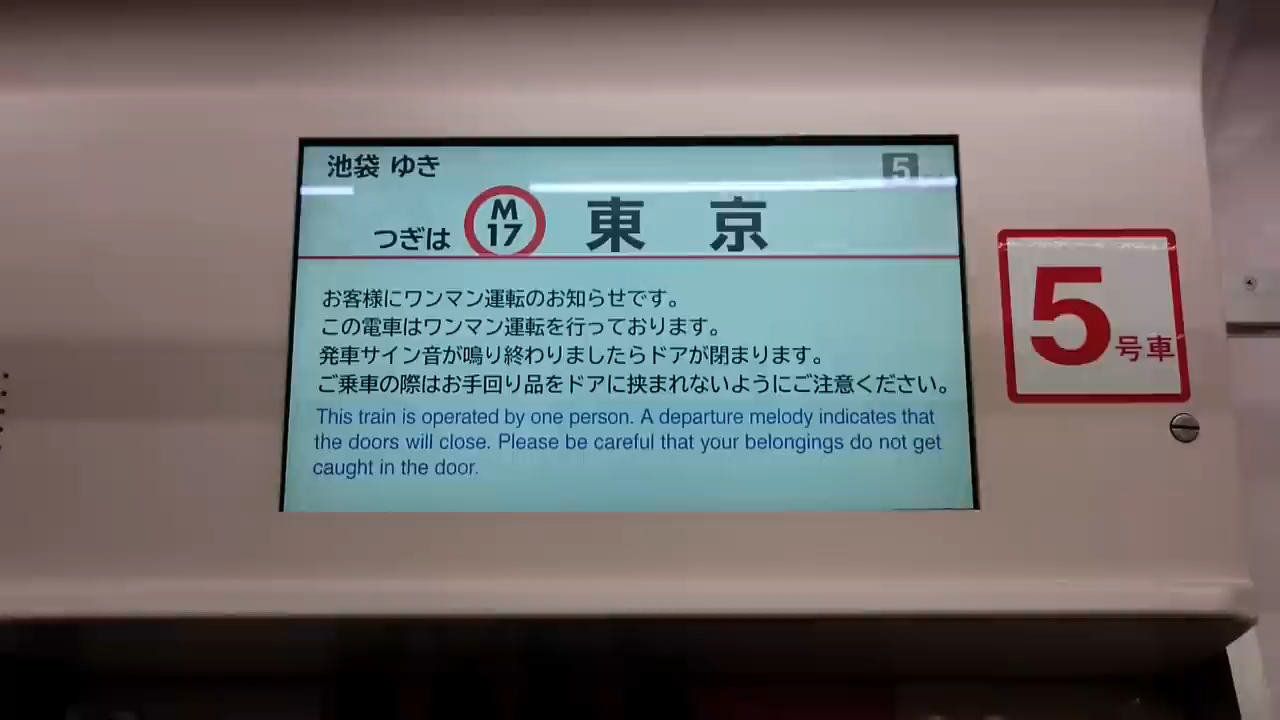 池袋 ゆき
5
つぎは M 17 東京
お客様にワンマン運転のお知らせです。
この電車はワンマン運転を行っております。
発車サイン音が鳴り終わりましたらドアが閉まります。
ご乗車の際はお手回り品をドアに挟まれないようにご注意ください。
This train is operated by one person. A departure melody indicates that
the doors will close. Please be careful that your belongings do not get
caught in the door.
5号車